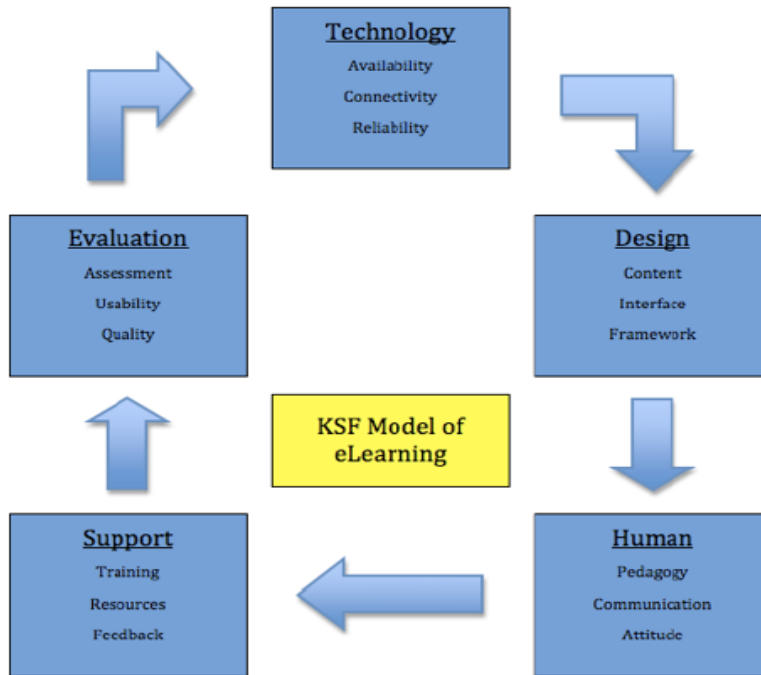 Technology
Availability
Connectivity
Reliability
Evaluation
Assessment
Usability
Quality
Design
Content
Interface
Framework
KSF Model of
eLearning
Support
Training
Resources
Feedback
Human
Pedagogy
Communication
Attitude